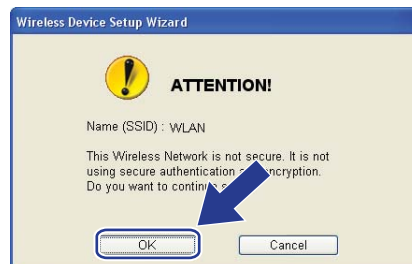 Wireless Device Setup Wizard
ATTENTION!
Name (SSID) : WLAN
This Wireless Network is not secure. It is not
using secure authentication encryption.
Do you want to
OK
Cancel